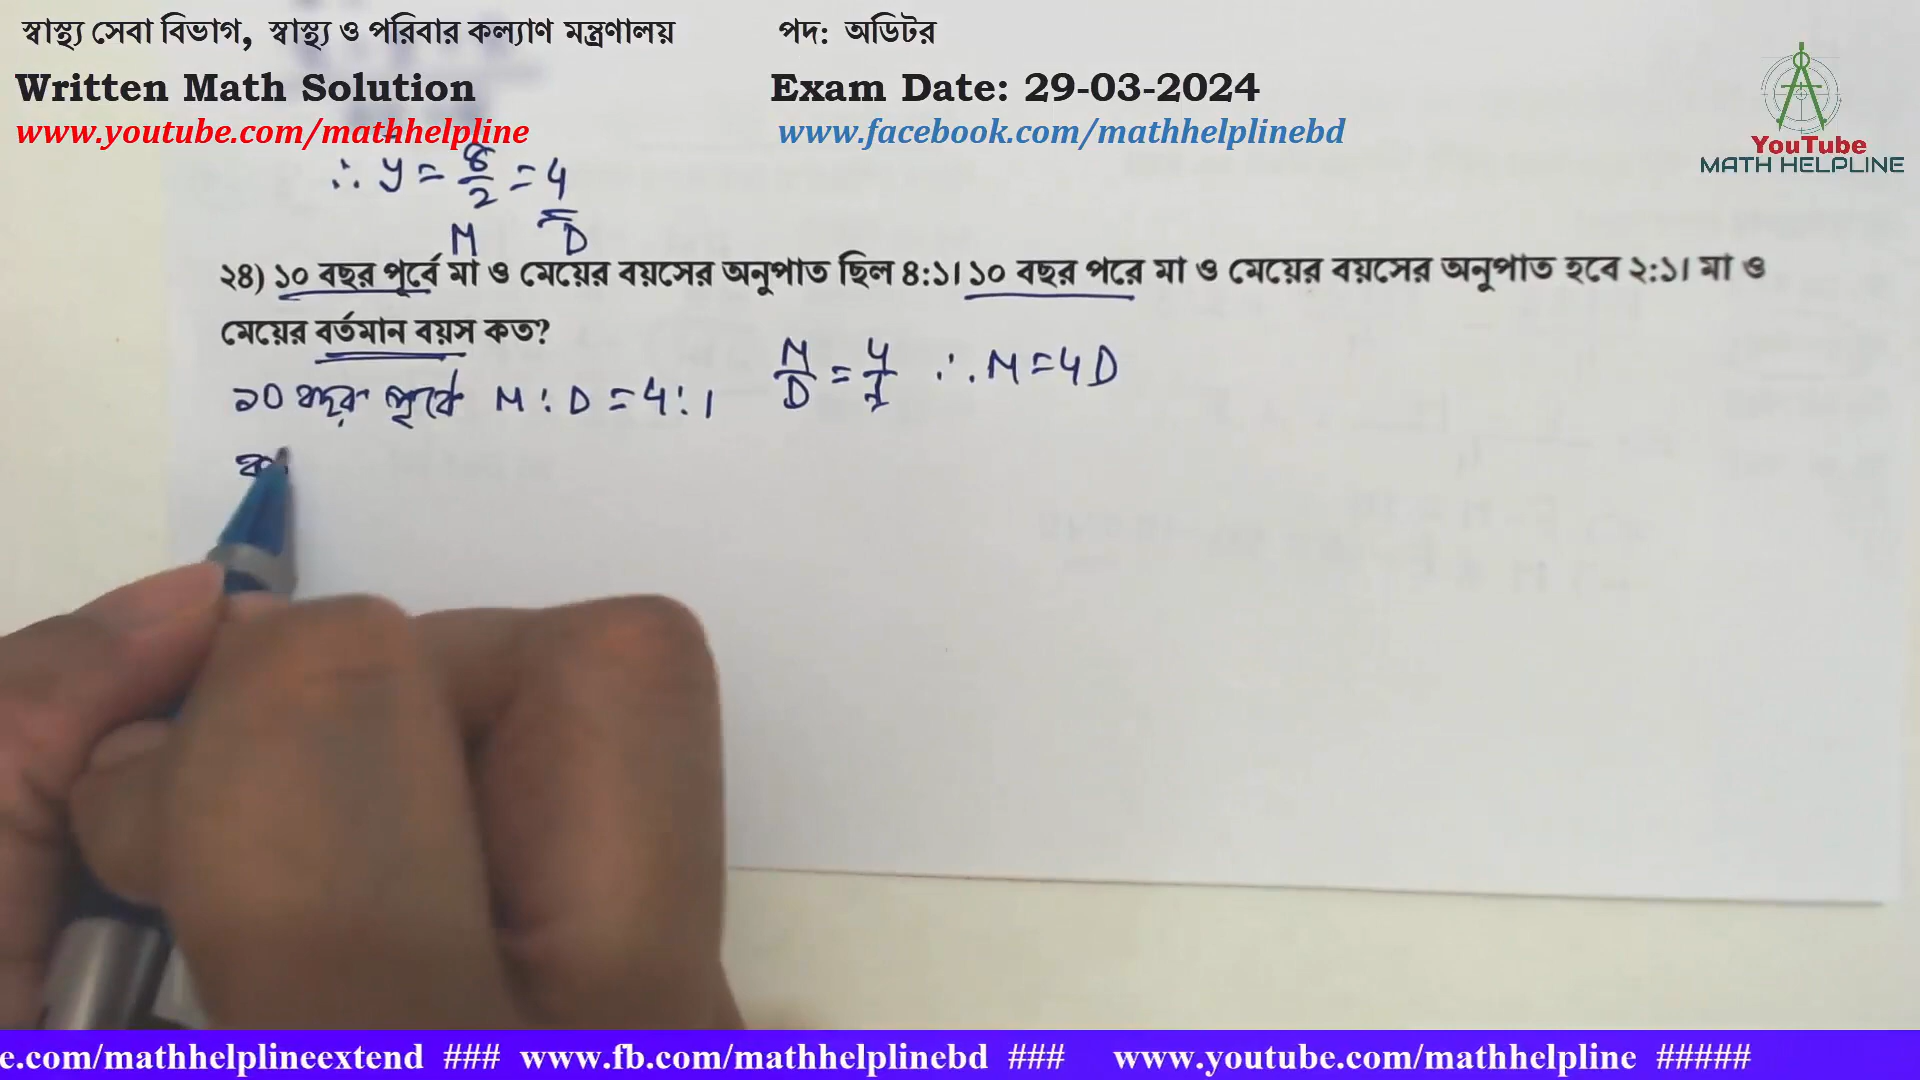 স্বাস্থ্য সেবা বিভাগ, স্বাস্থ্য ও পরিবার কল্যাণ মন্ত্রণালয় পদ: অডিটর
Written Math Solution Exam Date: 29-03-2024
www.youtube.com/mathhelpline www.facebook.com/mathhelplinebd
YouTube
MATH HELPLINE
∴ y = 8/2 = 4
M D
২৪) ১০ বছর পূর্বে মা ও মেয়ের বয়সের অনুপাত ছিল ৪:১। ১০ বছর পরে মা ও মেয়ের বয়সের অনুপাত হবে ২:১। মা ও
মেয়ের বর্তমান বয়স কত?
১০ বছর পূর্বে M : D = 4 : 1 M/D = 4/1 ∴ M = 4D
e.com/mathhelplineextend ### www.fb.com/mathhelplinebd ### www.youtube.com/mathhelpline #####